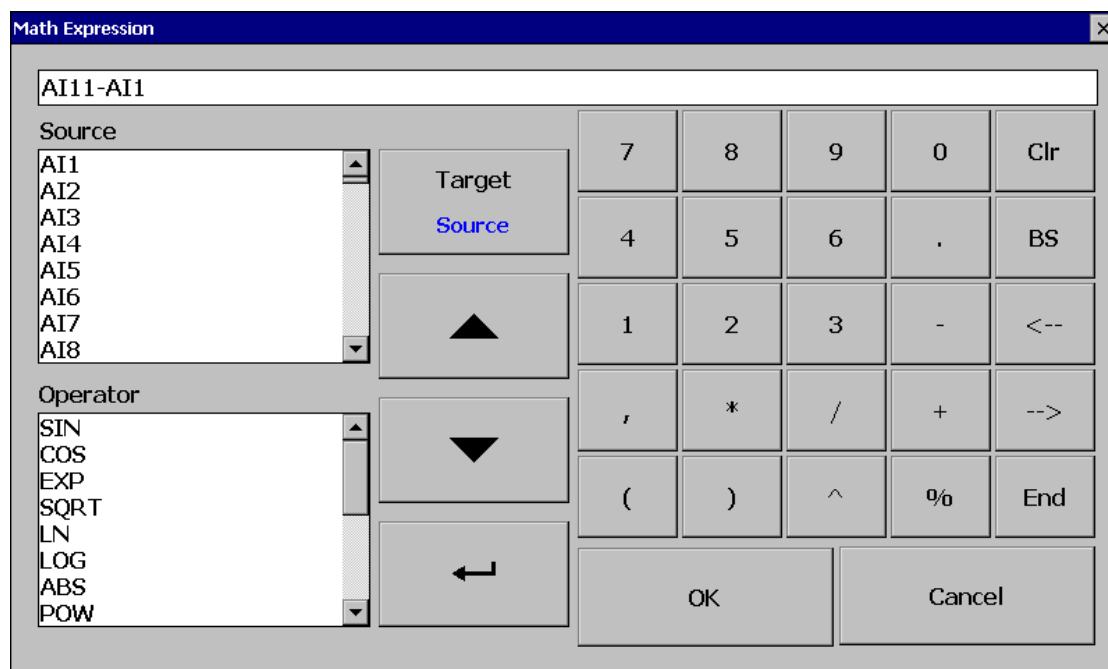 Math Expression
AI11-AI1
Source
AI1
AI2
AI3
AI4
AI5
AI6
AI7
AI8
Operator
SIN
COS
EXP
SQRT
LN
LOG
ABS
POW
Target
Source
7 8 9 0 Clr
4 5 6 . BS
1 2 3 - <--
, * / + -->
( ) ^ % End
OK Cancel